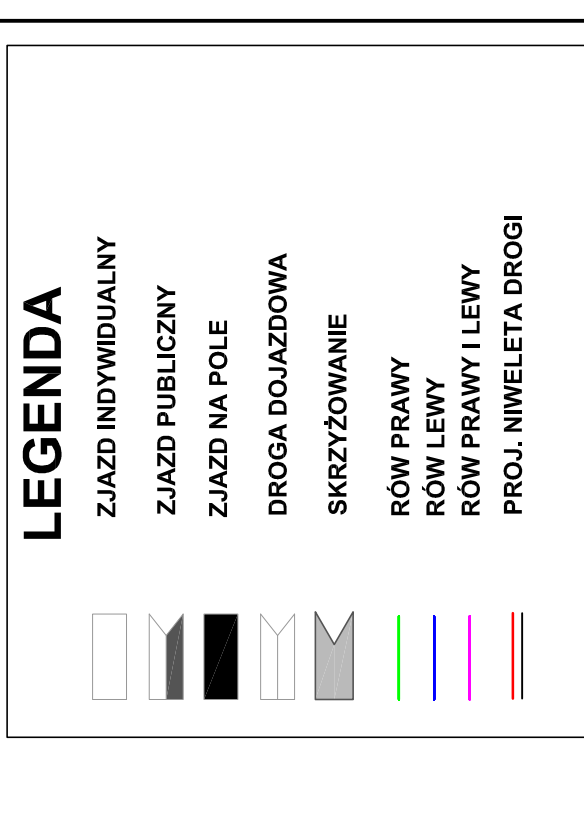 LEGENDA
ZJAZD INDYWIDUALNY
ZJAZD PUBLICZNY
ZJAZD NA POLE
DROGA DOJAZDOWA
SKRZYŻOWANIE
RÓW PRAWY
RÓW LEWY
RÓW PRAWY I LEWY
PROJ. NIWELETA DROGI